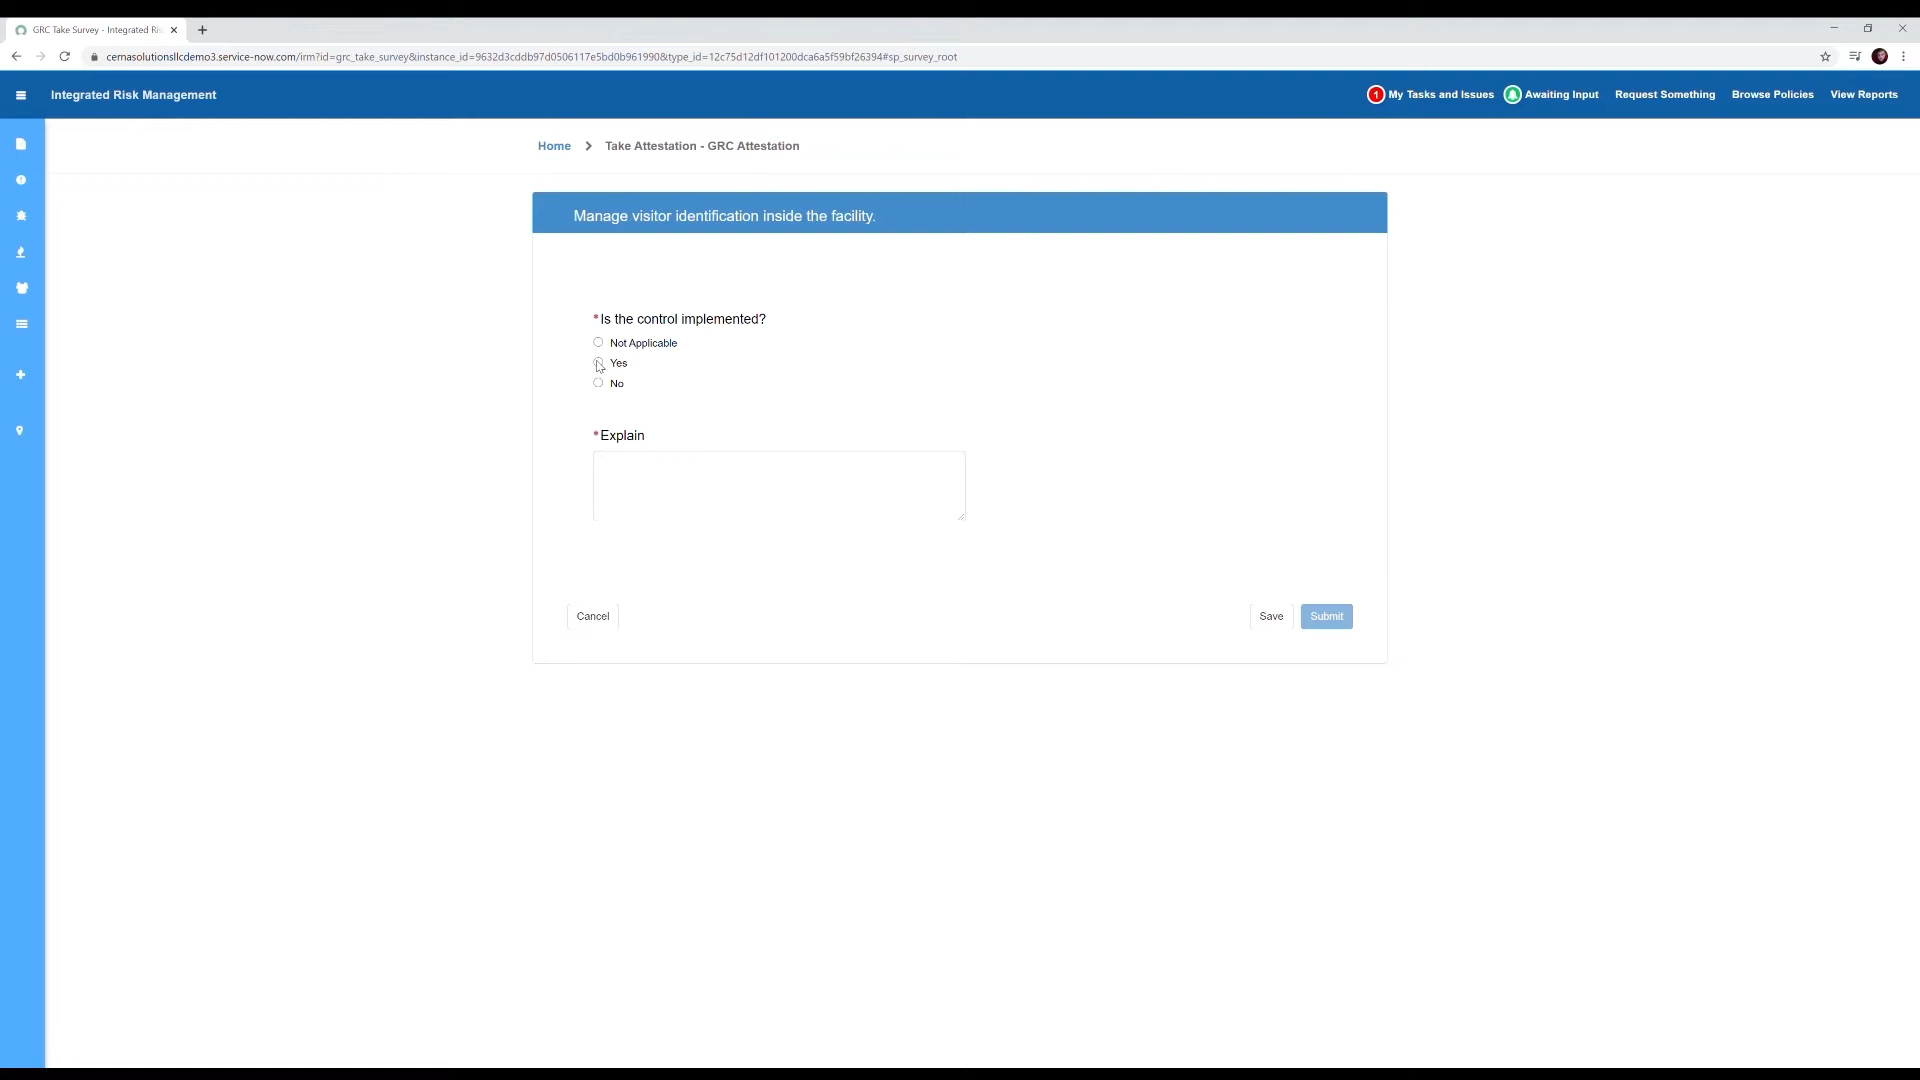 GRC Take Survey - Integrated Ris
cernasolutionsllcdemo3.service-now.com/irm?id=grc_take_survey&instance_id=9632d3cddb97d0506117e5bd0b961990&type_id=12c75d12df101200dca6a5f59bf26394#sp_survey_root
Integrated Risk Management
1 My Tasks and Issues Awaiting Input Request Something Browse Policies View Reports
Home Take Attestation - GRC Attestation
Manage visitor identification inside the facility.
*Is the control implemented?
Not Applicable
Yes
No
*Explain
Cancel Save Submit